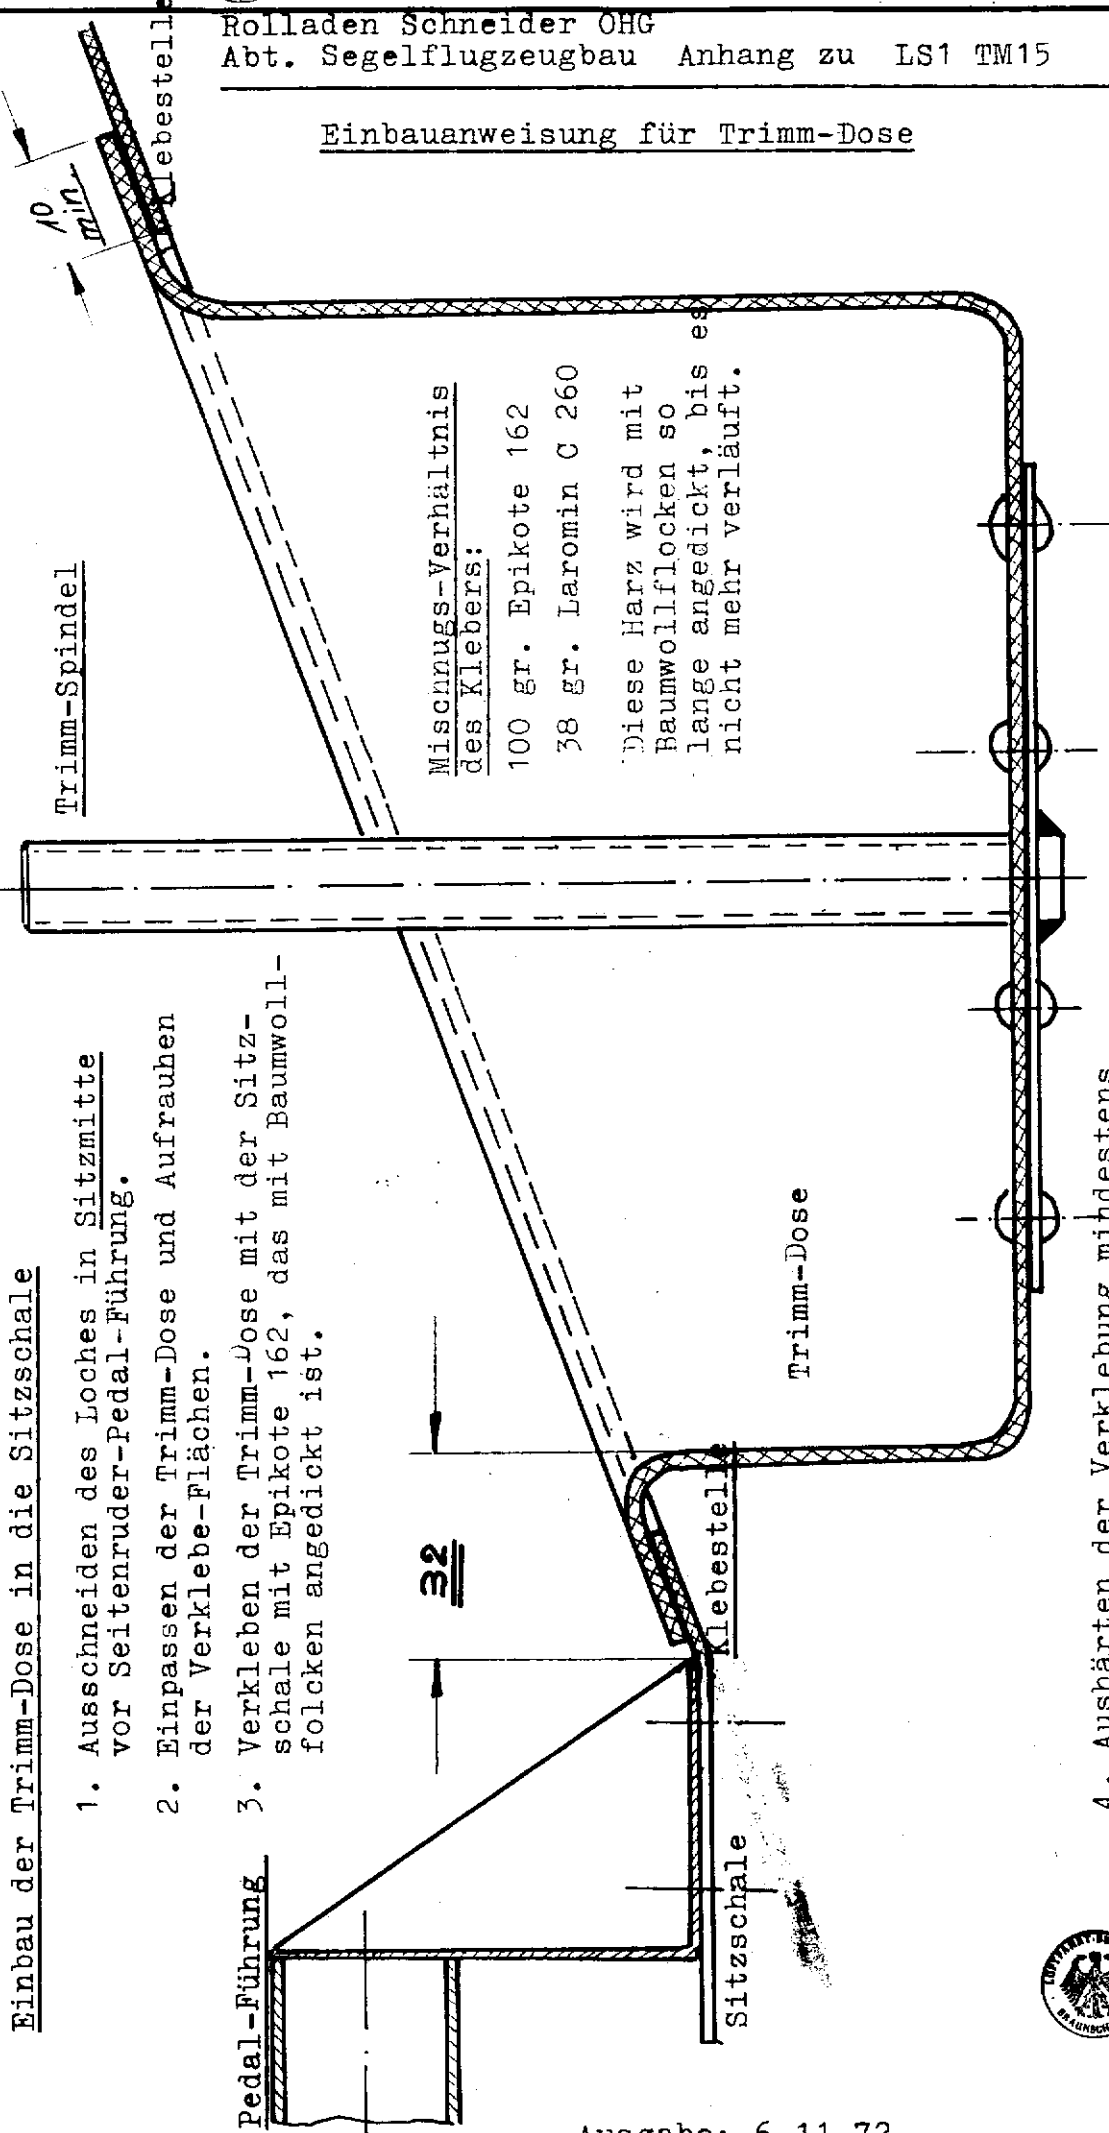 Rolladen Schneider OHG
Abt. Segelflugzeugbau Anhang zu LS1 TM15
Einbauanweisung für Trimm-Dose
Einbau der Trimm-Dose in die Sitzschale
1. Ausschneiden des Loches in Sitzmitte
vor Seitenruder-Pedal-Führung.
2. Einpassen der Trimm-Dose und Aufrauhen
der Verklebe-Flächen.
3. Verkleben der Trimm-Dose mit der Sitz-
schale mit Epikote 162, das mit Baumwoll-
folcken angedickt ist.
4. Aushärten der Verklebung mindestens
Trimm-Spindel
Mischnugs-Verhältnis
des Klebers:
100 gr. Epikote 162
38 gr. Laromin C 260
Diese Harz wird mit
Baumwollflocken so
lange angedickt, bis es
nicht mehr verläuft.
10
min.
Klebestelle
32
Klebestelle
Trimm-Dose
Pedal-Führung
Sitzschale
Ausgabe: 6.11.72